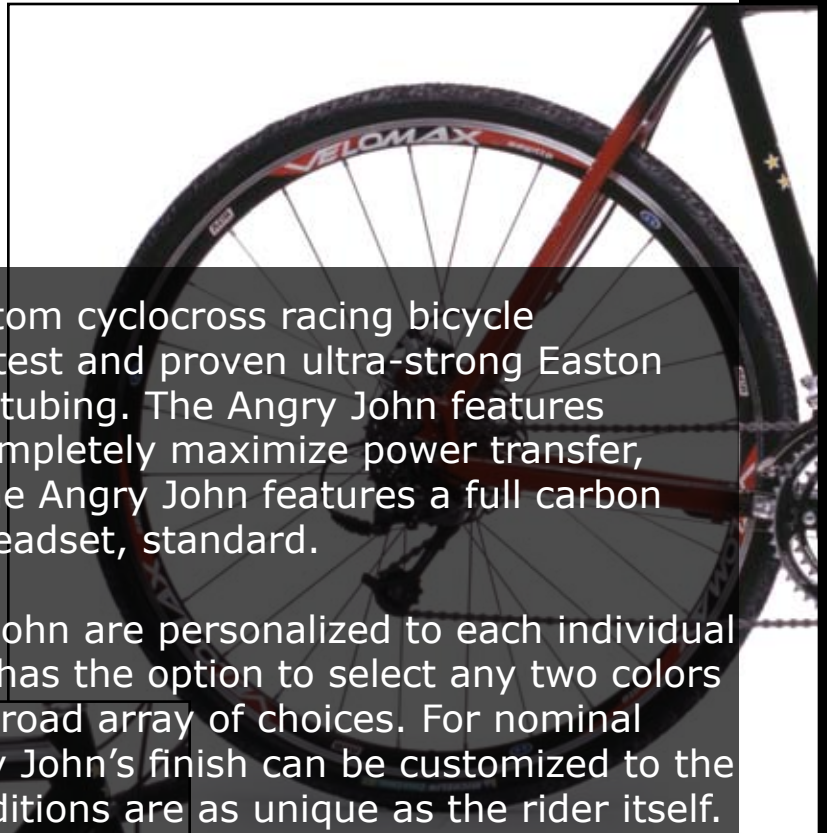 VELOMAX
tom cyclocross racing bicycle
test and proven ultra-strong Easton
tubing. The Angry John features
mpletely maximize power transfer,
e Angry John features a full carbon
eadset, standard.
ohn are personalized to each individual
has the option to select any two colors
road array of choices. For nominal
y John’s finish can be customized to the
ditions are as unique as the rider itself.